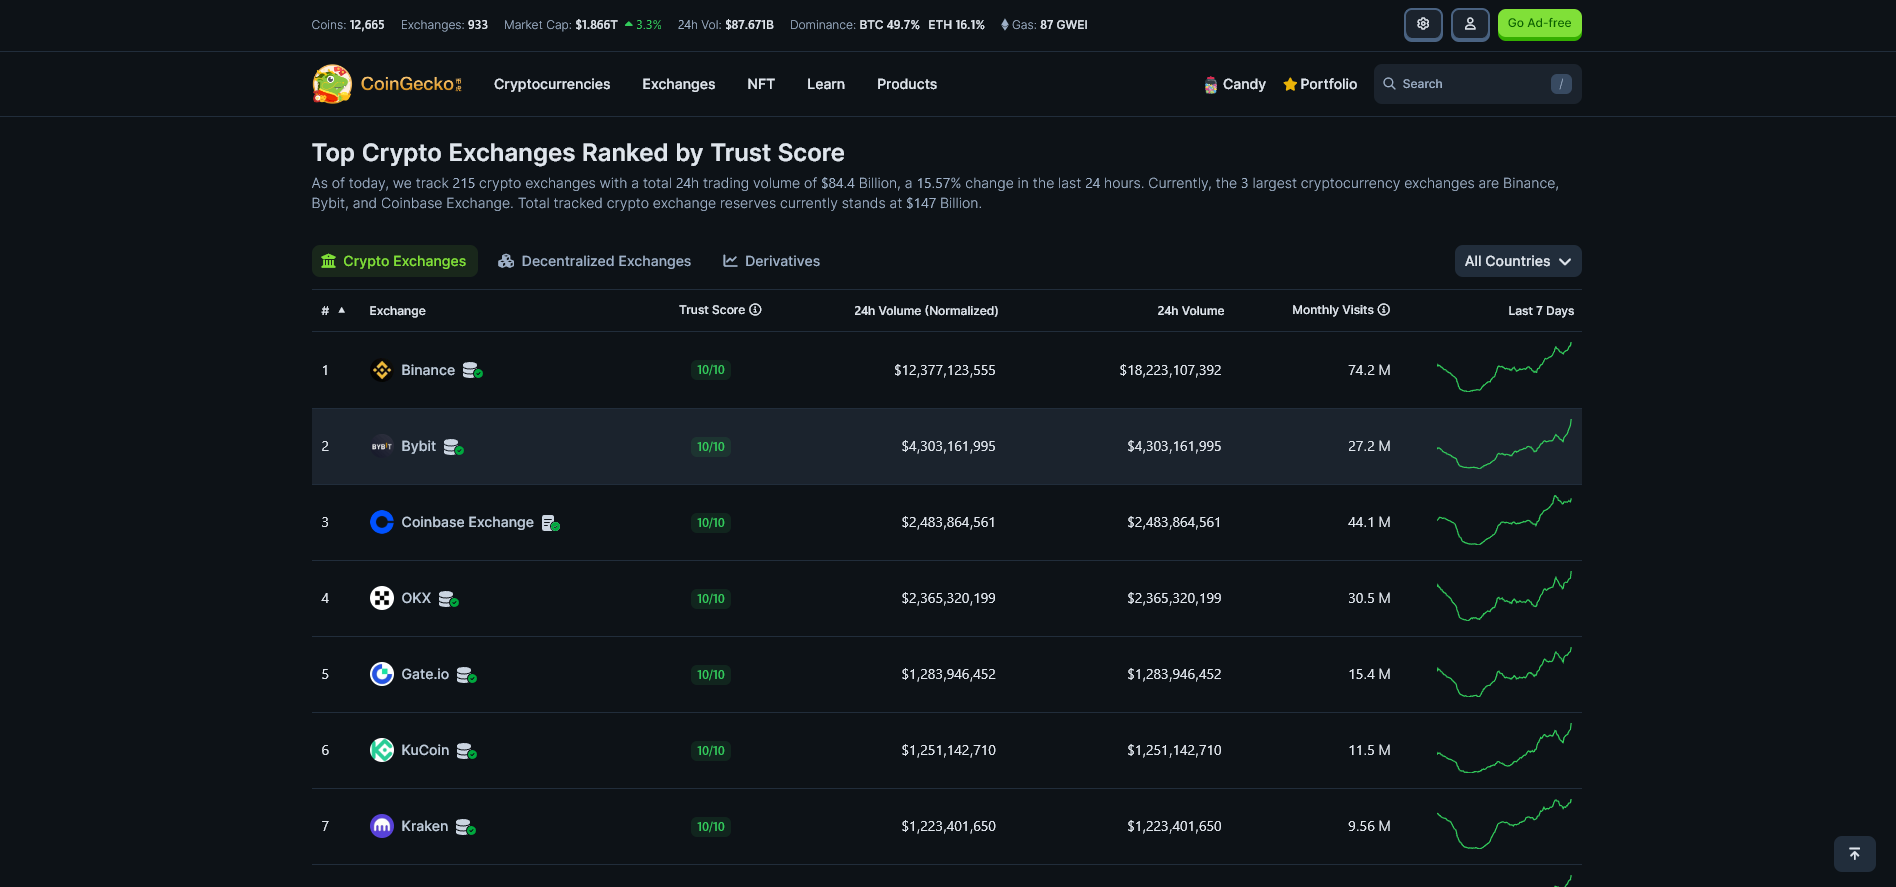 Coins: 12,665 Exchanges: 933 Market Cap: $1.866T 3.3% 24h Vol: $87.671B Dominance: BTC 49.7% ETH 16.1% Gas: 87 GWEI Go Ad-free
CoinGecko Cryptocurrencies Exchanges NFT Learn Products Candy Portfolio Search /
Top Crypto Exchanges Ranked by Trust Score
As of today, we track 215 crypto exchanges with a total 24h trading volume of $84.4 Billion, a 15.57% change in the last 24 hours. Currently, the 3 largest cryptocurrency exchanges are Binance,
Bybit, and Coinbase Exchange. Total tracked crypto exchange reserves currently stands at $147 Billion.
Crypto Exchanges Decentralized Exchanges Derivatives All Countries
# Exchange Trust Score 24h Volume (Normalized) 24h Volume Monthly Visits Last 7 Days
1 Binance 10/10 $12,377,123,555 $18,223,107,392 74.2 M
2 BYBIT Bybit 10/10 $4,303,161,995 $4,303,161,995 27.2 M
3 Coinbase Exchange 10/10 $2,483,864,561 $2,483,864,561 44.1 M
4 OKX 10/10 $2,365,320,199 $2,365,320,199 30.5 M
5 Gate.io 10/10 $1,283,946,452 $1,283,946,452 15.4 M
6 KuCoin 10/10 $1,251,142,710 $1,251,142,710 11.5 M
7 Kraken 10/10 $1,223,401,650 $1,223,401,650 9.56 M